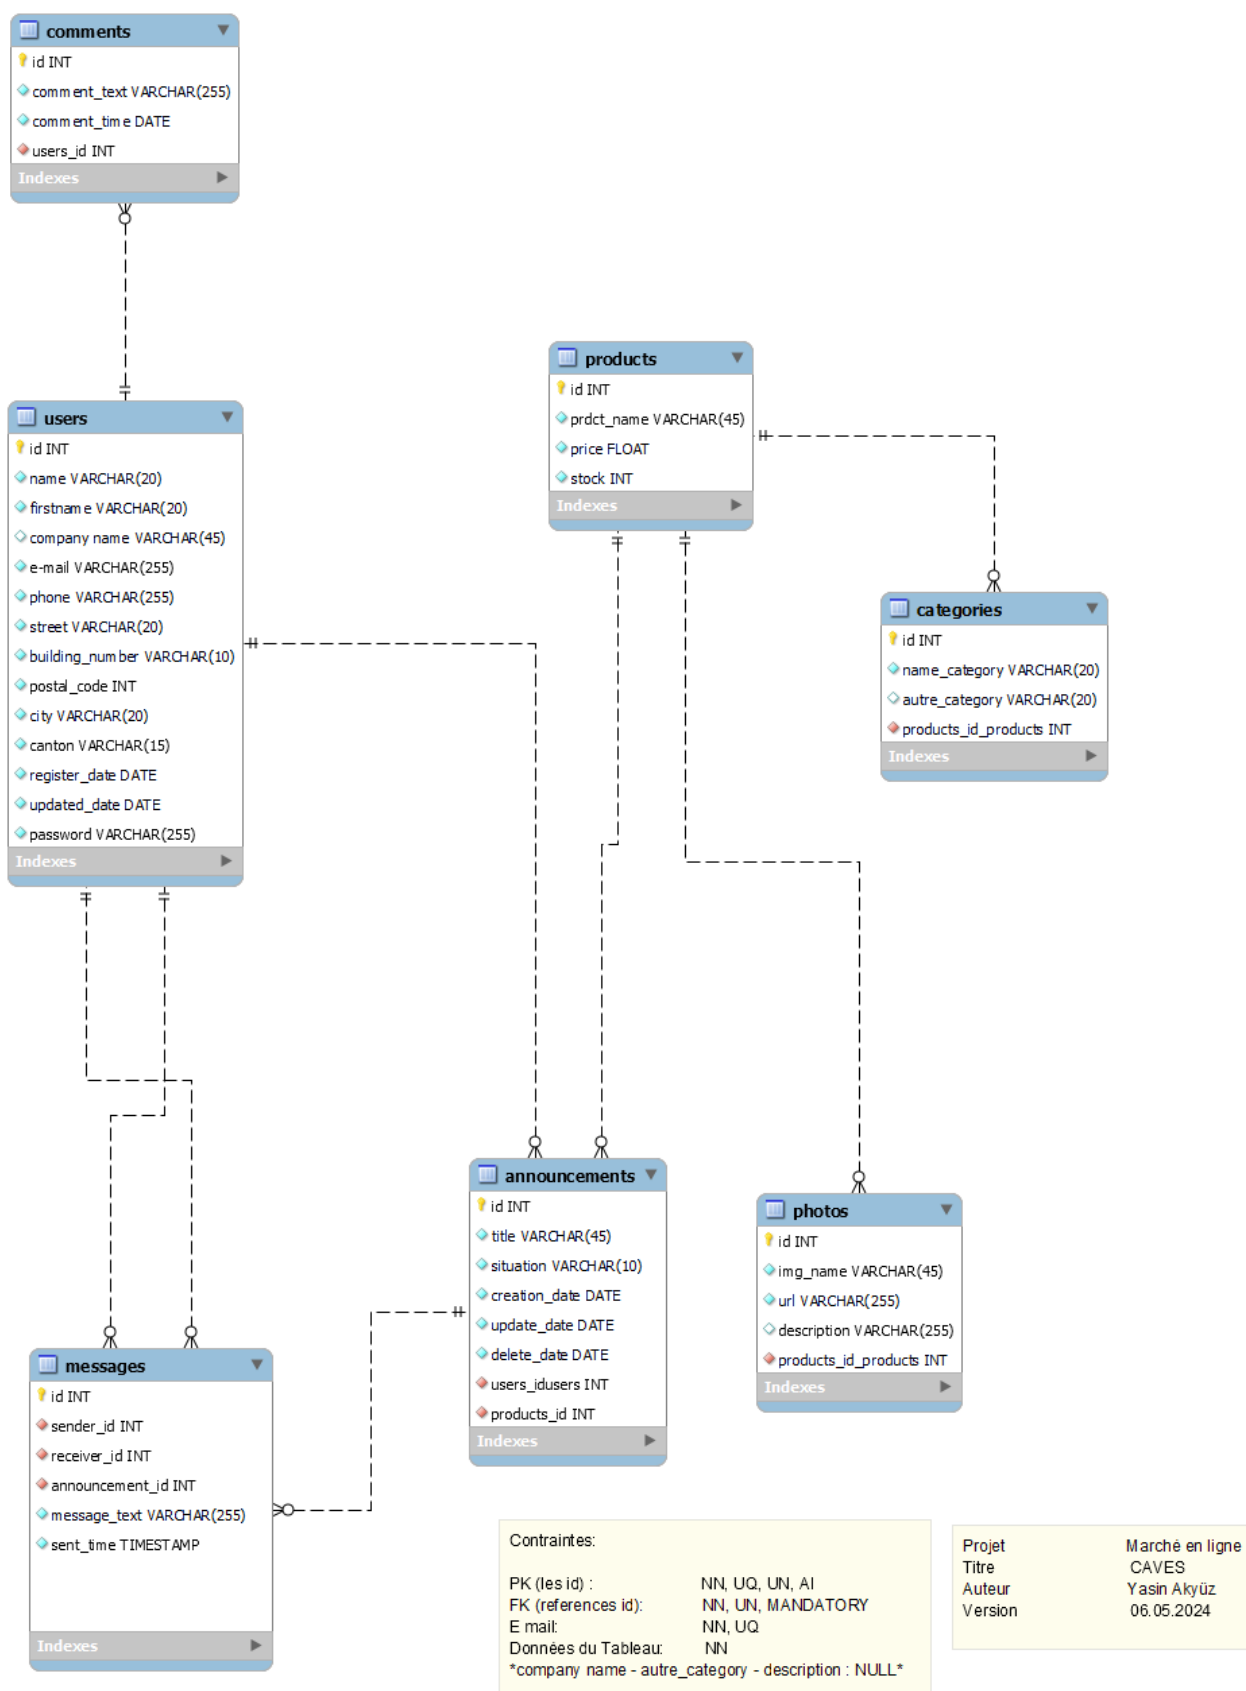 comments
id INT
comment_text VARCHAR(255)
comment_time DATE
users_id INT
Indexes
users
id INT
name VARCHAR(20)
firstname VARCHAR(20)
company name VARCHAR(45)
e-mail VARCHAR(255)
phone VARCHAR(255)
street VARCHAR(20)
building_number VARCHAR(10)
postal_code INT
city VARCHAR(20)
canton VARCHAR(15)
register_date DATE
updated_date DATE
password VARCHAR(255)
Indexes
products
id INT
prdct_name VARCHAR(45)
price FLOAT
stock INT
Indexes
categories
id INT
name_category VARCHAR(20)
autre_category VARCHAR(20)
products_id_products INT
Indexes
announcements
id INT
title VARCHAR(45)
situation VARCHAR(10)
creation_date DATE
update_date DATE
delete_date DATE
users_idusers INT
products_id INT
Indexes
photos
id INT
img_name VARCHAR(45)
url VARCHAR(255)
description VARCHAR(255)
products_id_products INT
Indexes
messages
id INT
sender_id INT
receiver_id INT
announcement_id INT
message_text VARCHAR(255)
sent_time TIMESTAMP
Indexes
Contraintes:
PK (les id) : NN, UQ, UN, AI
FK (references id): NN, UN, MANDATORY
E mail: NN, UQ
Données du Tableau: NN
*company name - autre_category - description : NULL*
Projet Marché en ligne
Titre CAVES
Auteur Yasin Akyüz
Version 06.05.2024